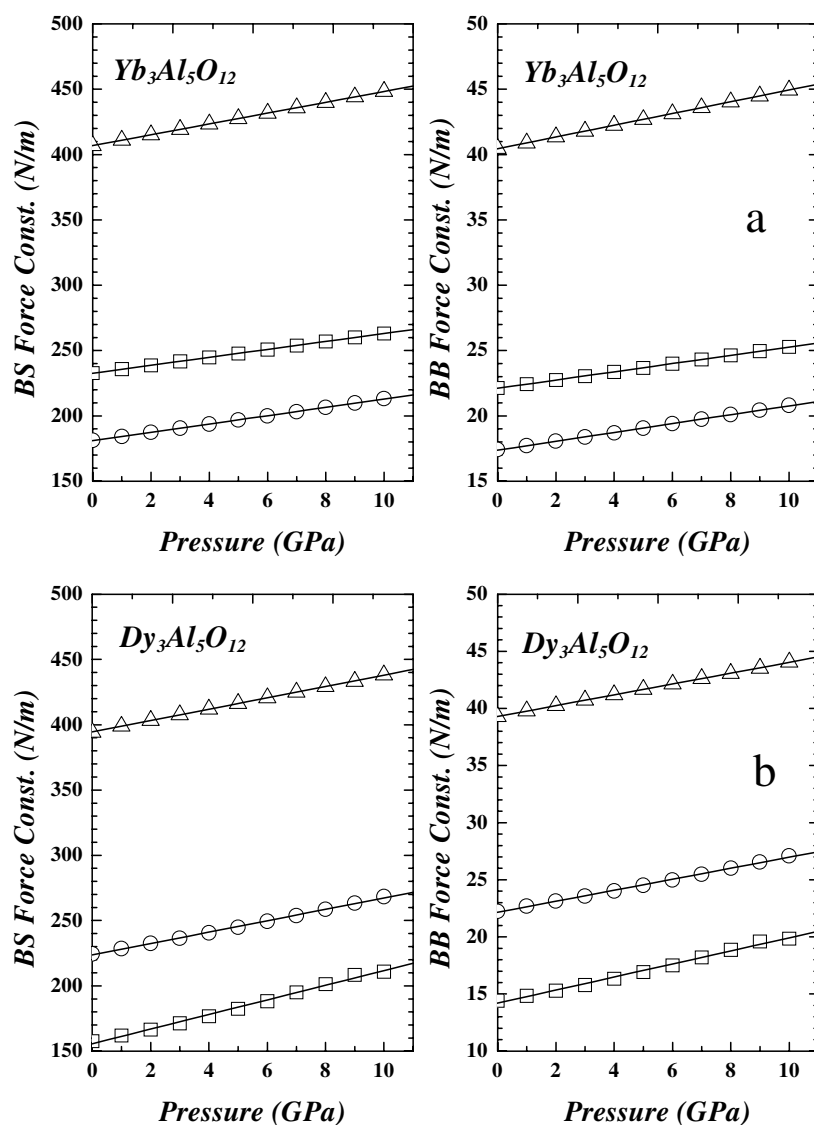 BS Force Const. (N/m)
500
450
400
350
300
250
200
150
Yb₃Al₅O₁₂
0 2 4 6 8 10
Pressure (GPa)
BB Force Const. (N/m)
50
45
40
35
30
25
20
15
Yb₃Al₅O₁₂
a
0 2 4 6 8 10
Pressure (GPa)
BS Force Const. (N/m)
500
450
400
350
300
250
200
150
Dy₃Al₅O₁₂
0 2 4 6 8 10
Pressure (GPa)
BB Force Const. (N/m)
50
45
40
35
30
25
20
15
10
Dy₃Al₅O₁₂
b
0 2 4 6 8 10
Pressure (GPa)